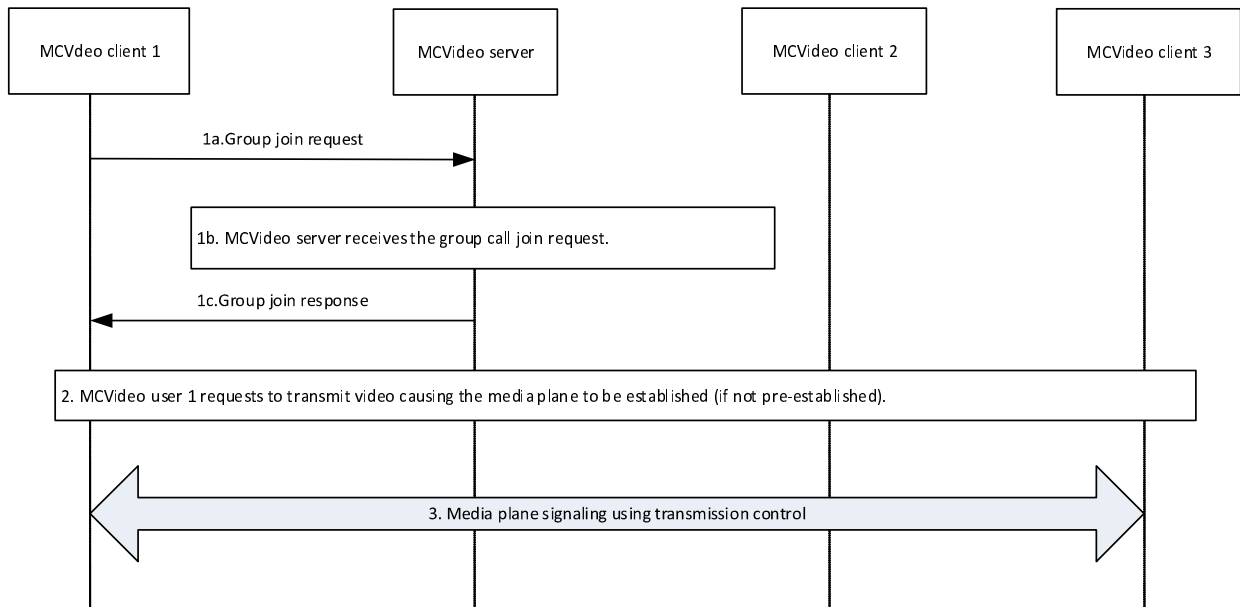 MCVdeo client 1
MCVideo server
MCVideo client 2
MCVideo client 3
1a.Group join request
1b. MCVideo server receives the group call join request.
1c.Group join response
2. MCVideo user 1 requests to transmit video causing the media plane to be established (if not pre-established).
3. Media plane signaling using transmission control